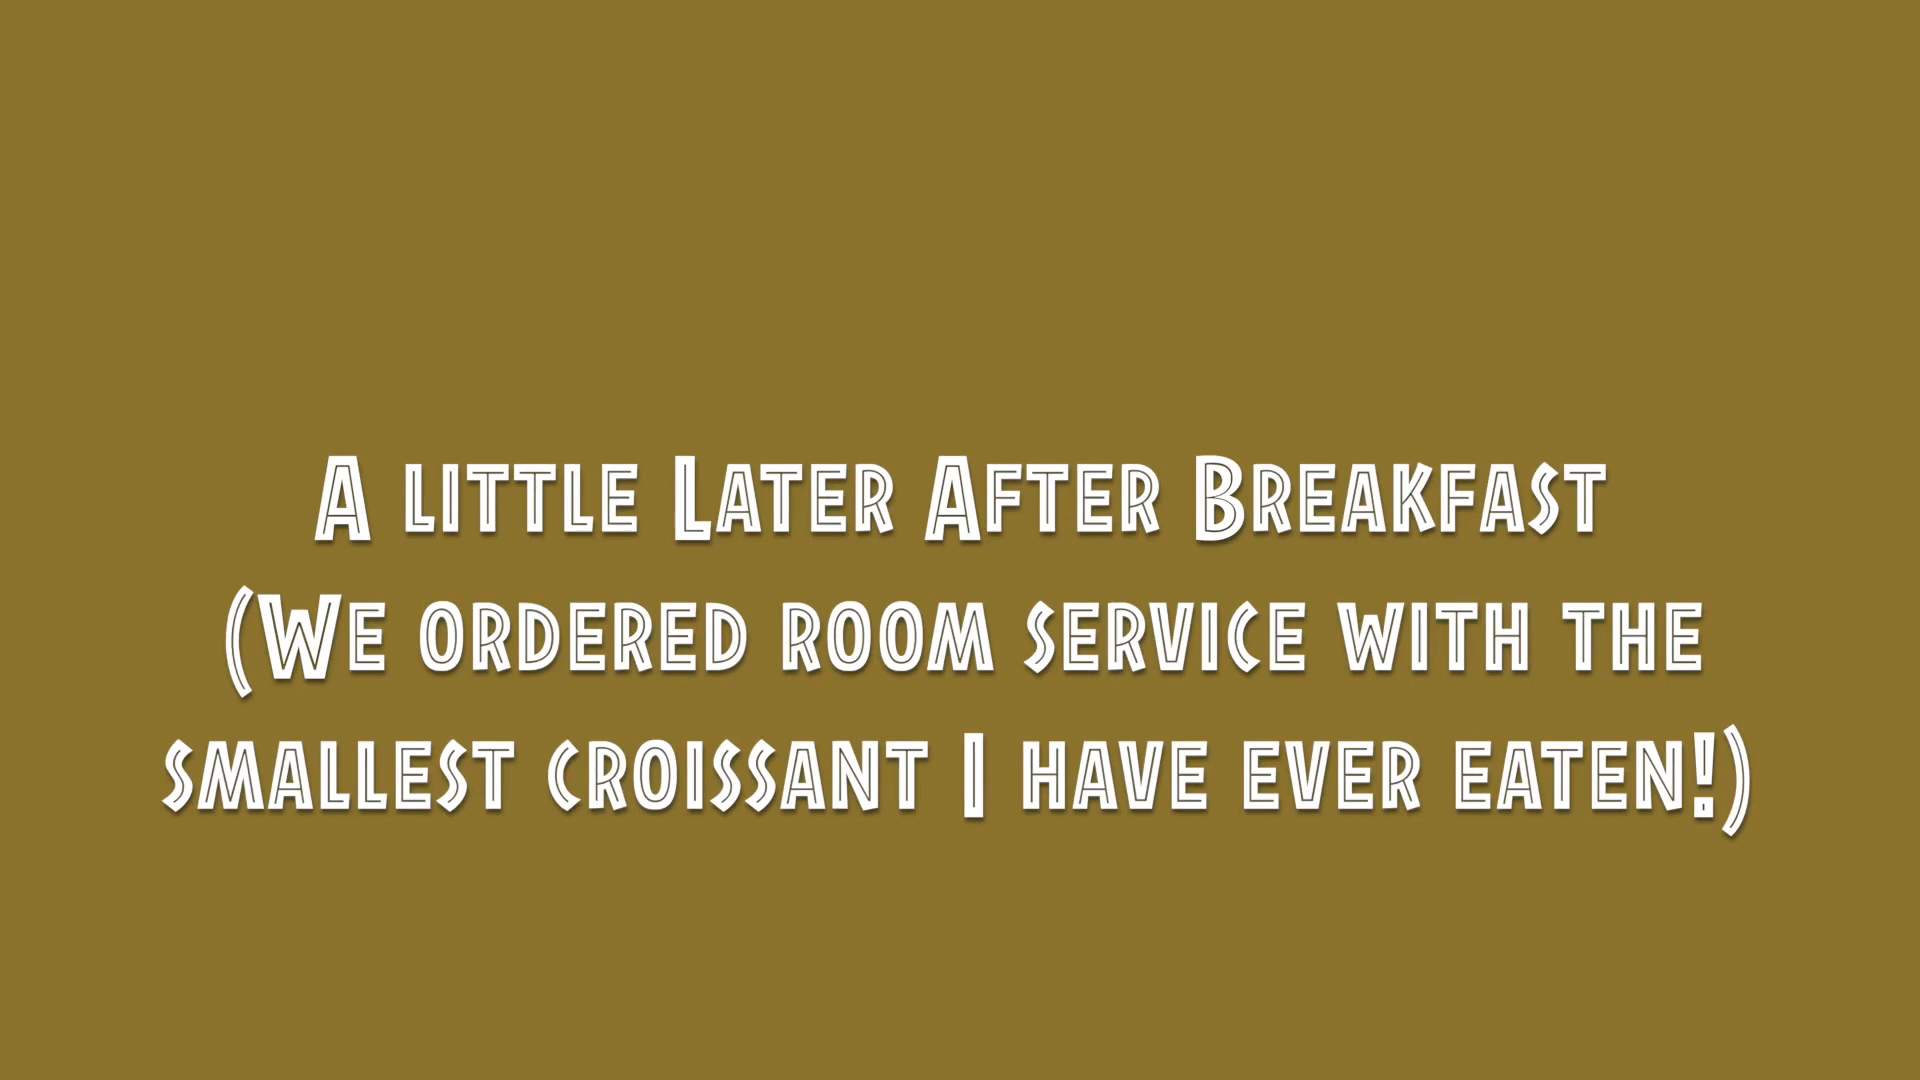 A little Later After Breakfast
(We ordered room service with the
smallest croissant I have ever eaten!)